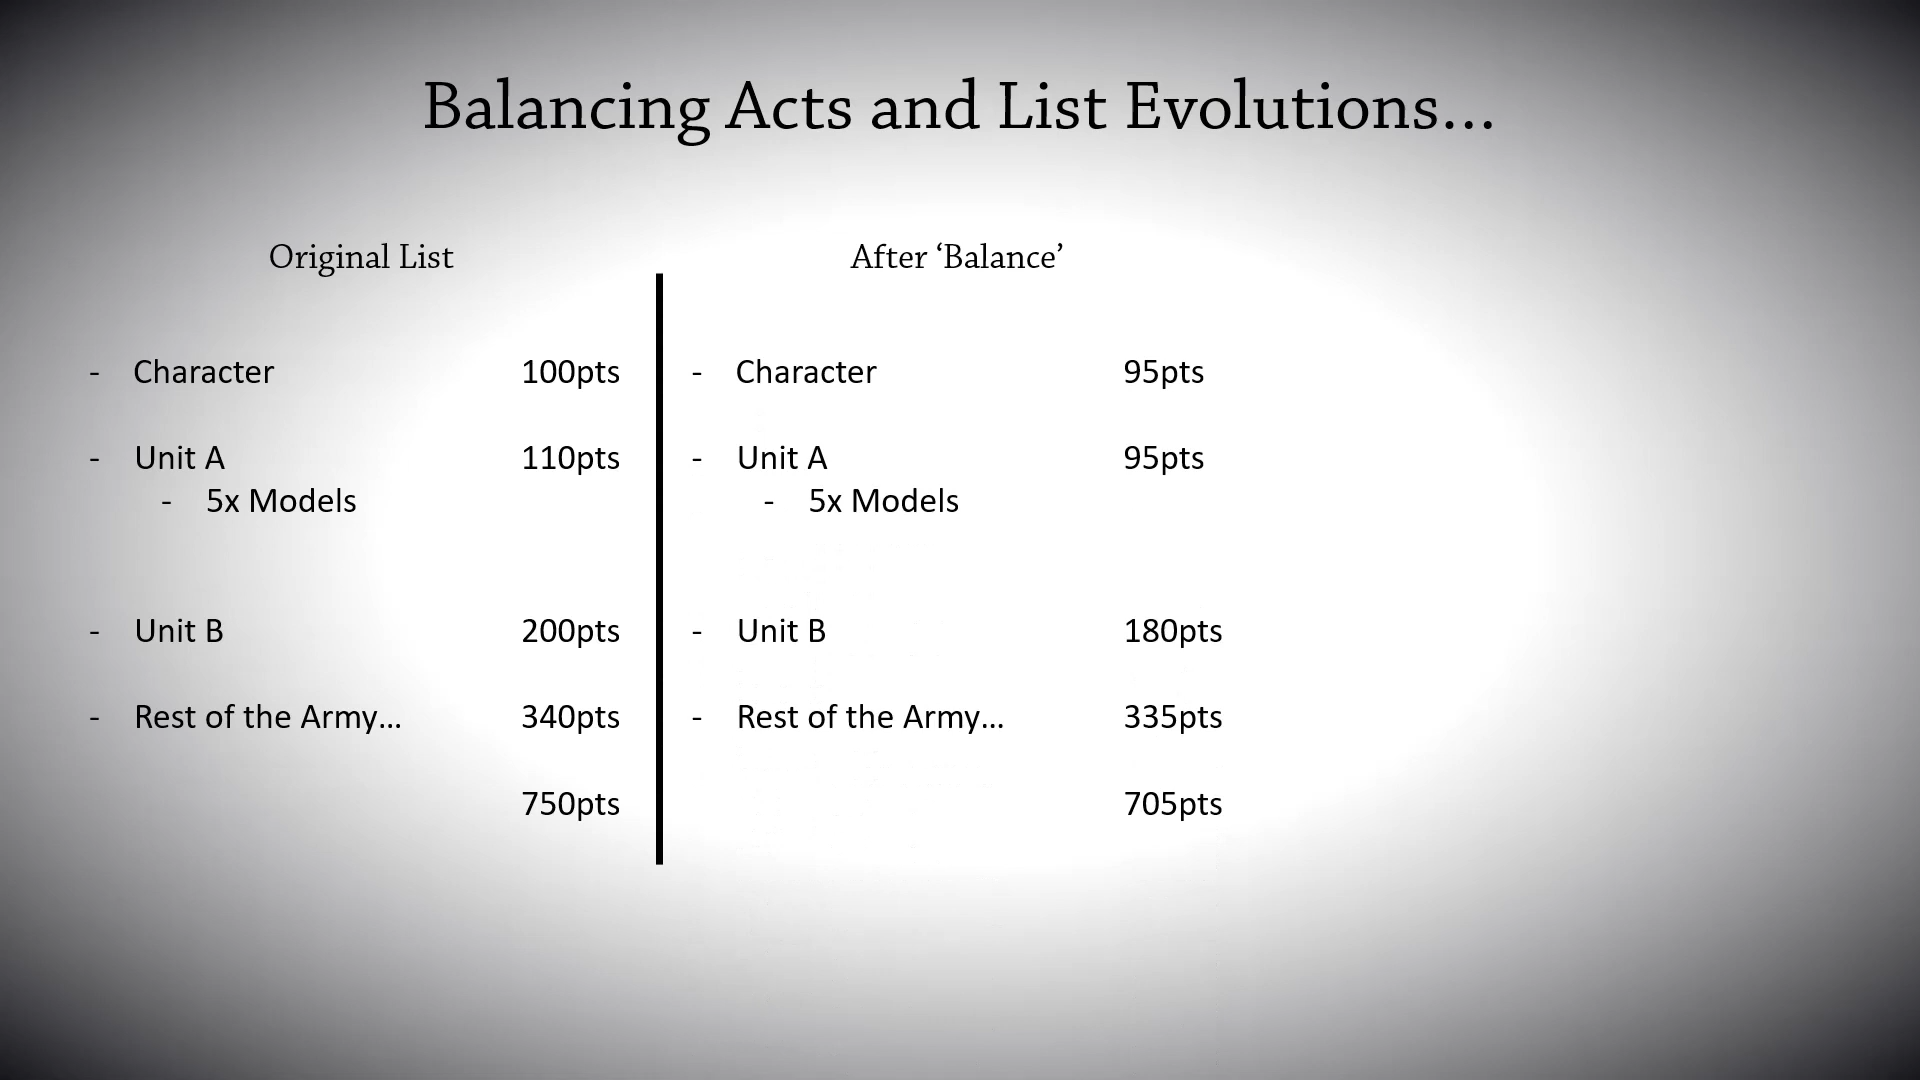 Balancing Acts and List Evolutions...
Original List
- Character 100pts
- Unit A 110pts
- 5x Models
- Unit B 200pts
- Rest of the Army... 340pts
750pts
After ‘Balance’
- Character 95pts
- Unit A 95pts
- 5x Models
- Unit B 180pts
- Rest of the Army... 335pts
705pts